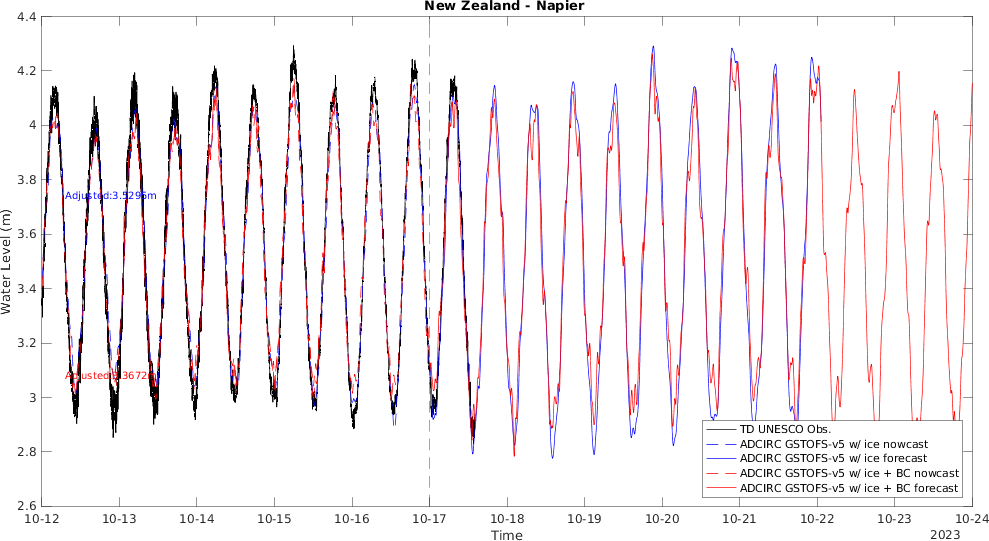 New Zealand - Napier
Water Level (m)
4.4
4.2
4
3.8
3.6
3.4
3.2
3
2.8
2.6
Adjusted:3.5296m
TD UNESCO Obs.
ADCIRC GSTOFS-v5 w/ ice nowcast
ADCIRC GSTOFS-v5 w/ ice forecast
ADCIRC GSTOFS-v5 w/ ice + BC nowcast
ADCIRC GSTOFS-v5 w/ ice + BC forecast
10-12 10-13 10-14 10-15 10-16 10-17 10-18 10-19 10-20 10-21 10-22 10-23 10-24
Time
2023